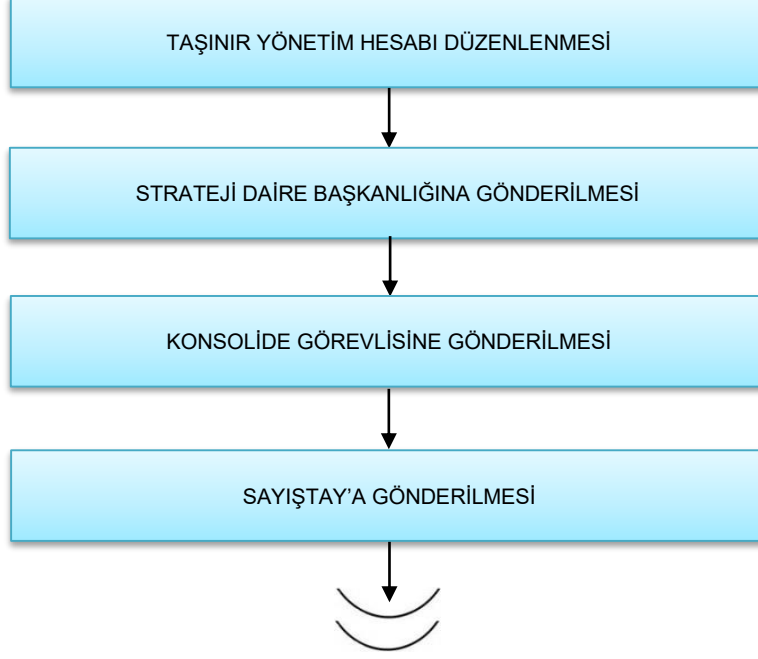 TAŞINIR YÖNETİM HESABI DÜZENLENMESİ
STRATEJİ DAİRE BAŞKANLIĞINA GÖNDERİLMESİ
KONSOLİDE GÖREVLİSİNE GÖNDERİLMESİ
SAYIŞTAY’A GÖNDERİLMESİ